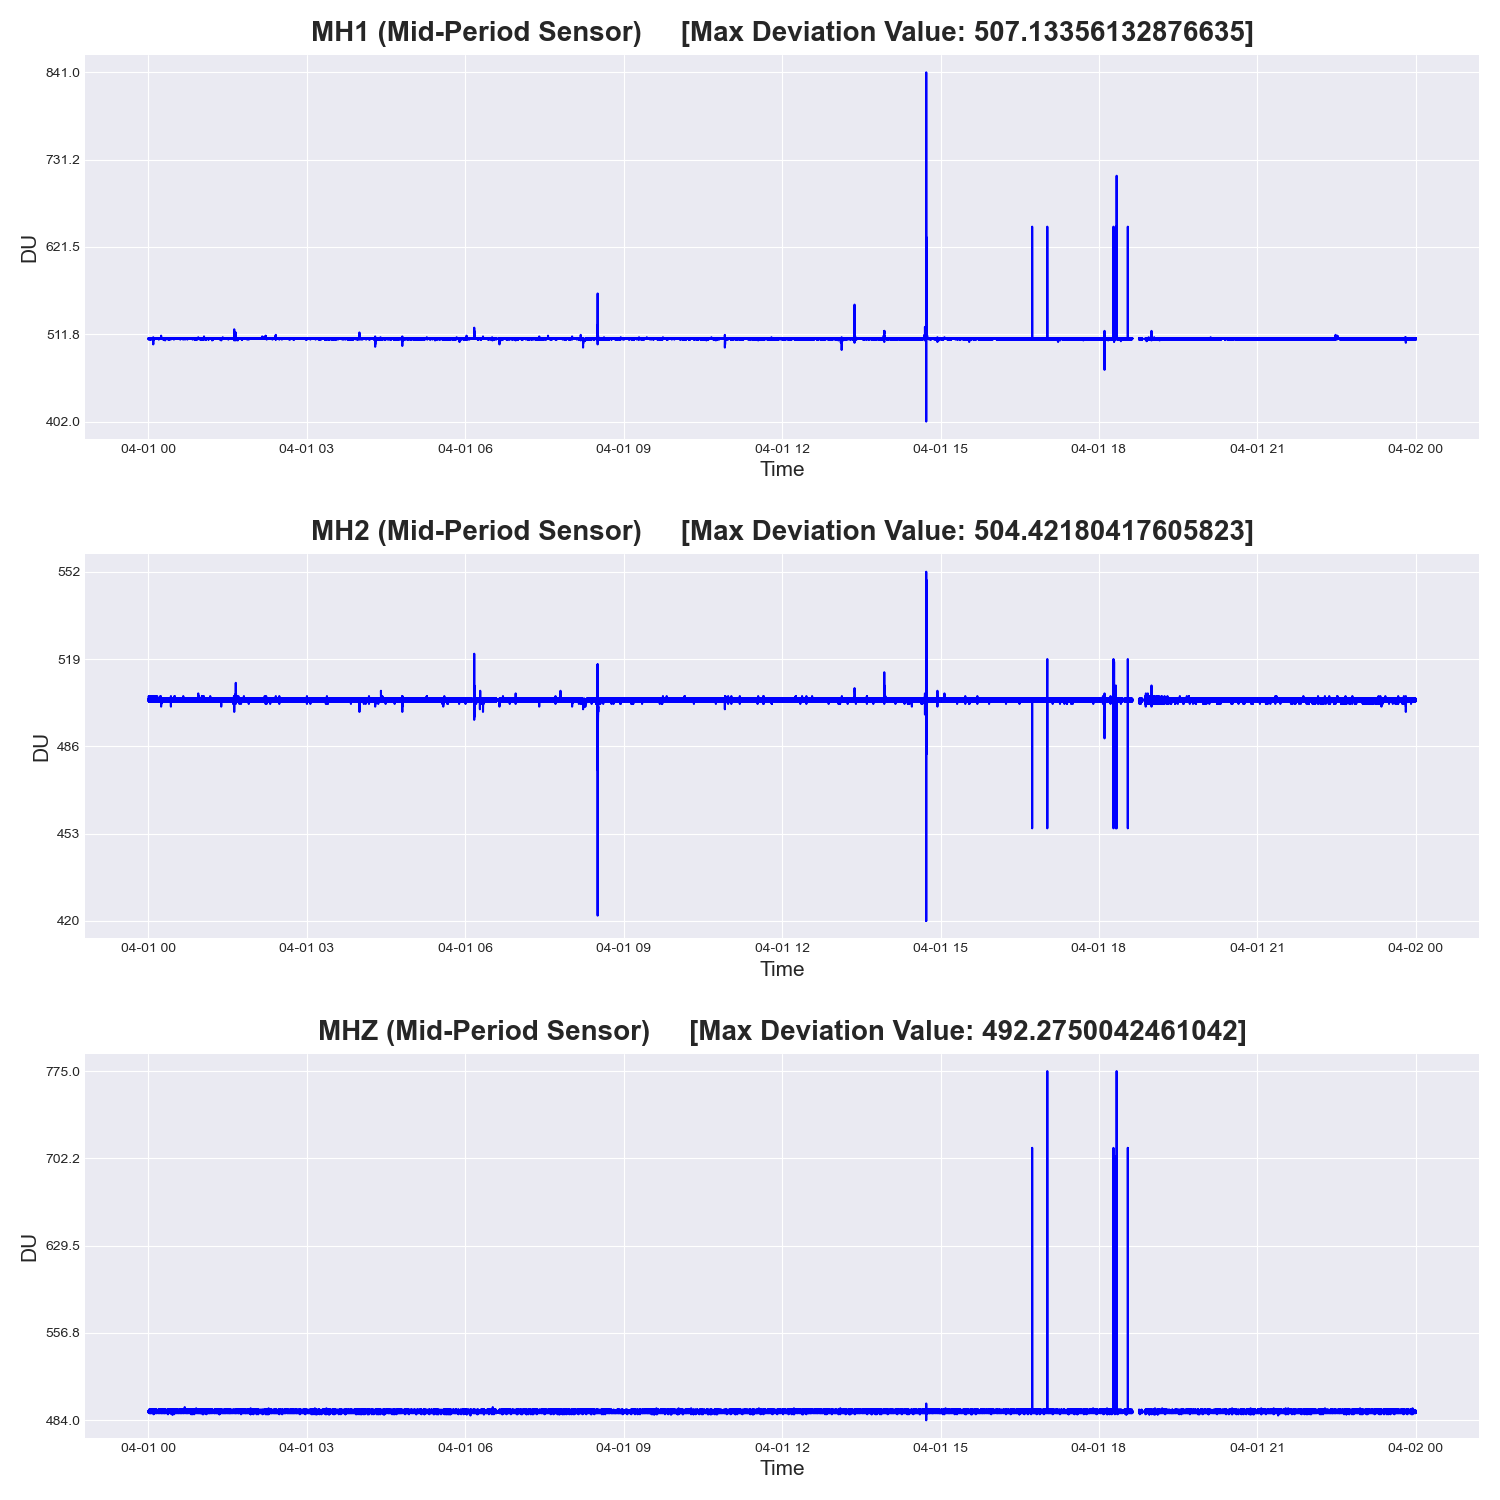 MH1 (Mid-Period Sensor) [Max Deviation Value: 507.13356132876635]
841.0
731.2
621.5
511.8
402.0
DU
04-01 00 04-01 03 04-01 06 04-01 09 04-01 12 04-01 15 04-01 18 04-01 21 04-02 00
Time
MH2 (Mid-Period Sensor) [Max Deviation Value: 504.42180417605823]
552
519
486
453
420
DU
04-01 00 04-01 03 04-01 06 04-01 09 04-01 12 04-01 15 04-01 18 04-01 21 04-02 00
Time
MHZ (Mid-Period Sensor) [Max Deviation Value: 492.2750042461042]
775.0
702.2
629.5
556.8
484.0
DU
04-01 00 04-01 03 04-01 06 04-01 09 04-01 12 04-01 15 04-01 18 04-01 21 04-02 00
Time